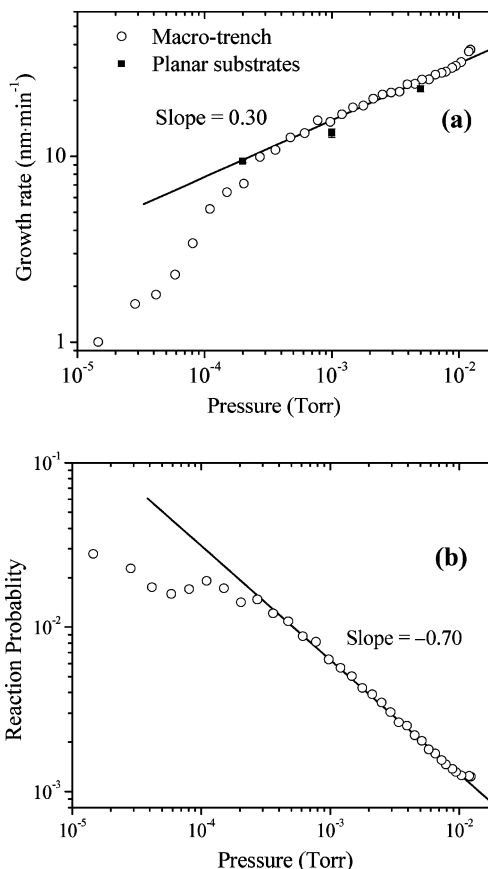 Macro-trench
Planar substrates
Slope = 0.30
(a)
10
1
Growth rate (nm·min⁻¹)
10⁻⁵
10⁻⁴
10⁻³
10⁻²
Pressure (Torr)
10⁻¹
(b)
10⁻²
Slope = –0.70
10⁻³
Reaction Probablity
10⁻⁵
10⁻⁴
10⁻³
10⁻²
Pressure (Torr)